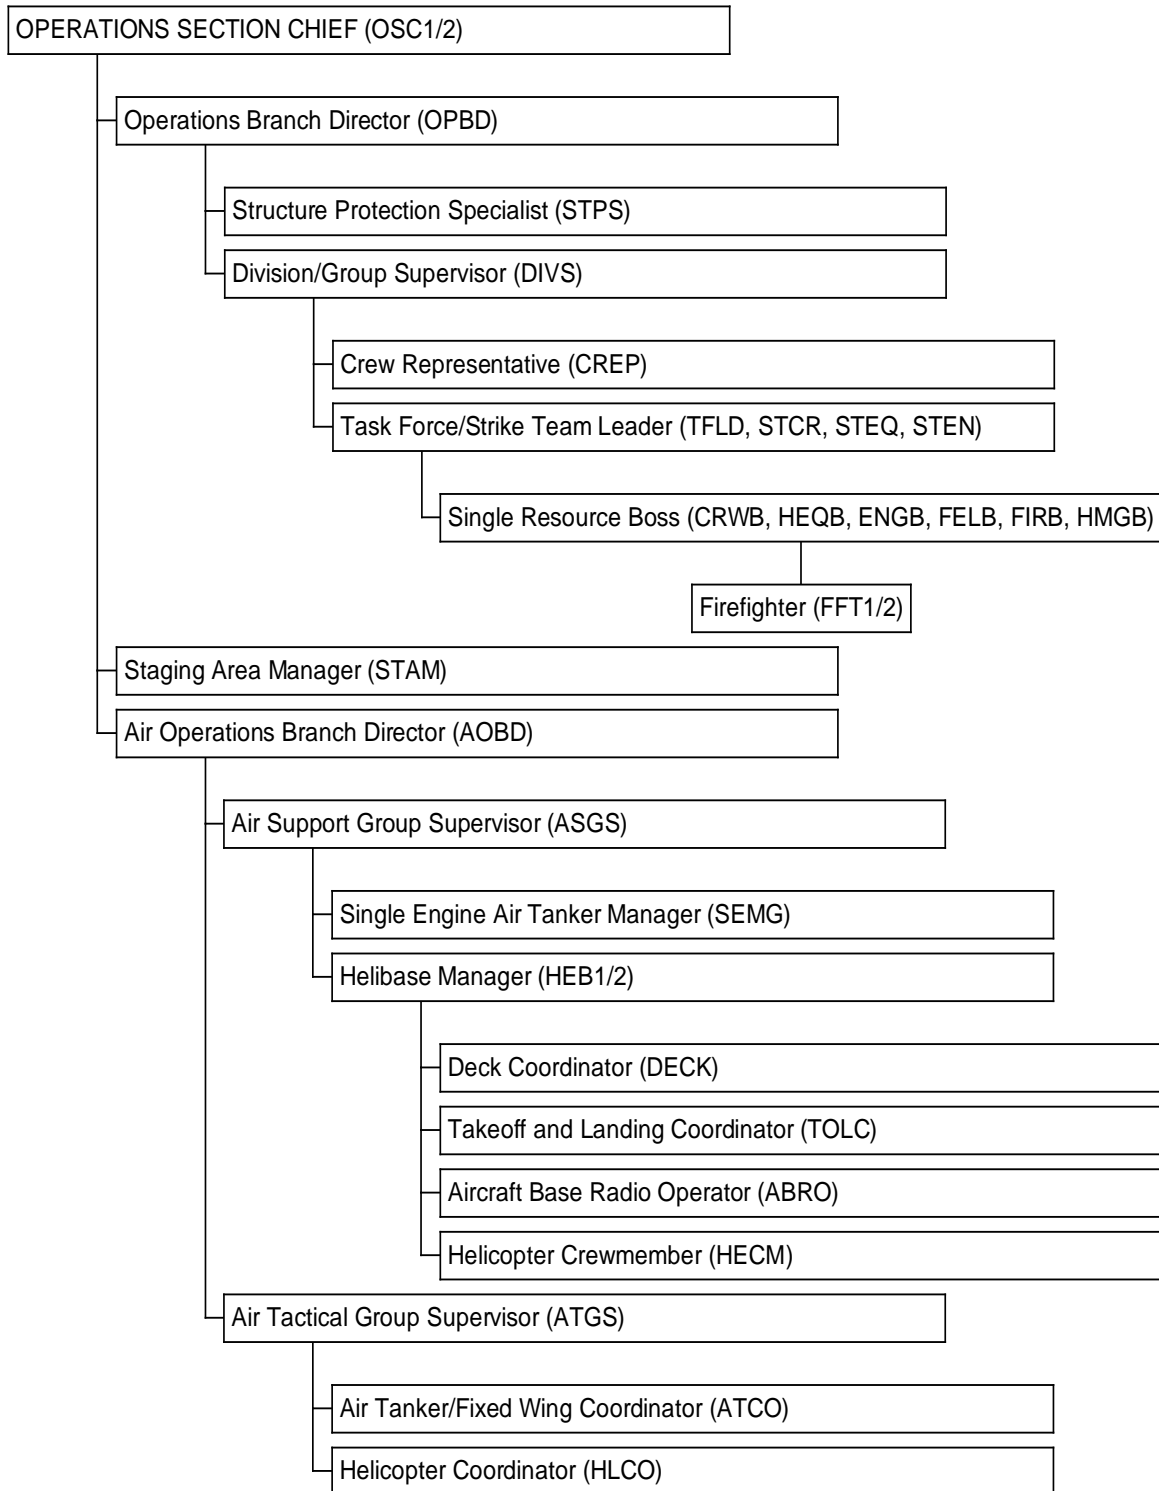 OPERATIONS SECTION CHIEF (OSC1/2)
Operations Branch Director (OPBD)
Structure Protection Specialist (STPS)
Division/Group Supervisor (DIVS)
Crew Representative (CREP)
Task Force/Strike Team Leader (TFLD, STCR, STEQ, STEN)
Single Resource Boss (CRWB, HEQB, ENGB, FELB, FIRB, HMGB)
Firefighter (FFT1/2)
Staging Area Manager (STAM)
Air Operations Branch Director (AOBD)
Air Support Group Supervisor (ASGS)
Single Engine Air Tanker Manager (SEMG)
Helibase Manager (HEB1/2)
Deck Coordinator (DECK)
Takeoff and Landing Coordinator (TOLC)
Aircraft Base Radio Operator (ABRO)
Helicopter Crewmember (HECM)
Air Tactical Group Supervisor (ATGS)
Air Tanker/Fixed Wing Coordinator (ATCO)
Helicopter Coordinator (HLCO)